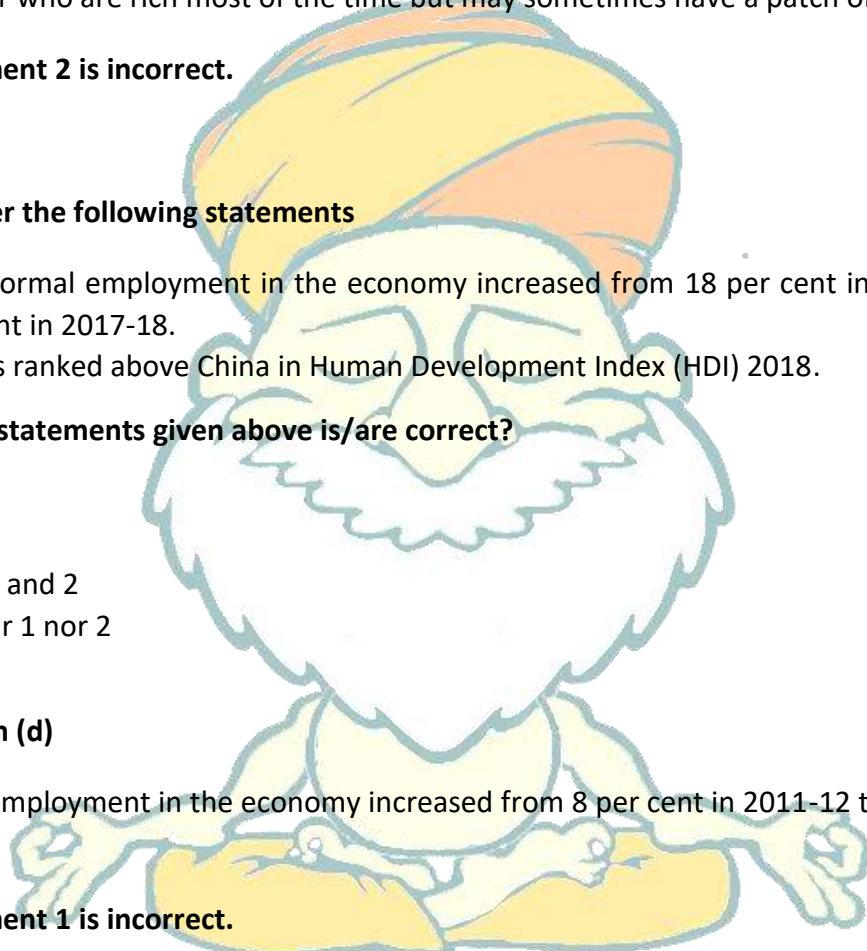 who are rich most of the time but may sometimes have a patch
ent 2 is incorrect.
er the following statements
ormal employment in the economy increased from 18 per cent in
nt in 2017-18.
s ranked above China in Human Development Index (HDI) 2018.
statements given above is/are correct?
and 2
r 1 nor 2
n (d)
mployment in the economy increased from 8 per cent in 2011-12 t
ent 1 is incorrect.